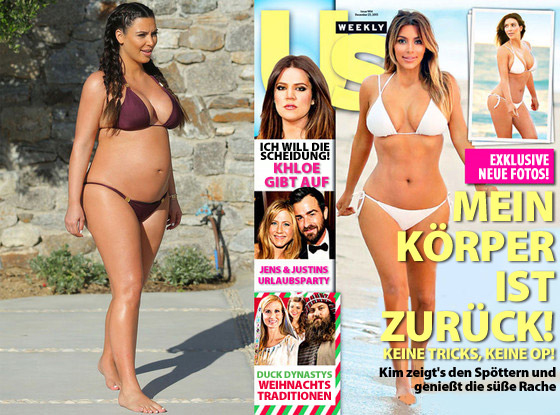 US
WEEKLY
ICH WILL DIE
SCHEIDUNG!
KHLOE
GIBT AUF
JENS & JUSTINS
URLAUBSPARTY
DUCK DYNASTYS
WEIHNACHTS
TRADITIONEN
EXKLUSIVE
NEUE FOTOS!
MEIN
KÖRPER
IST
ZURÜCK!
KEINE TRICKS, KEINE OP!
Kim zeigt's den Spöttern und
genießt die süße Rache